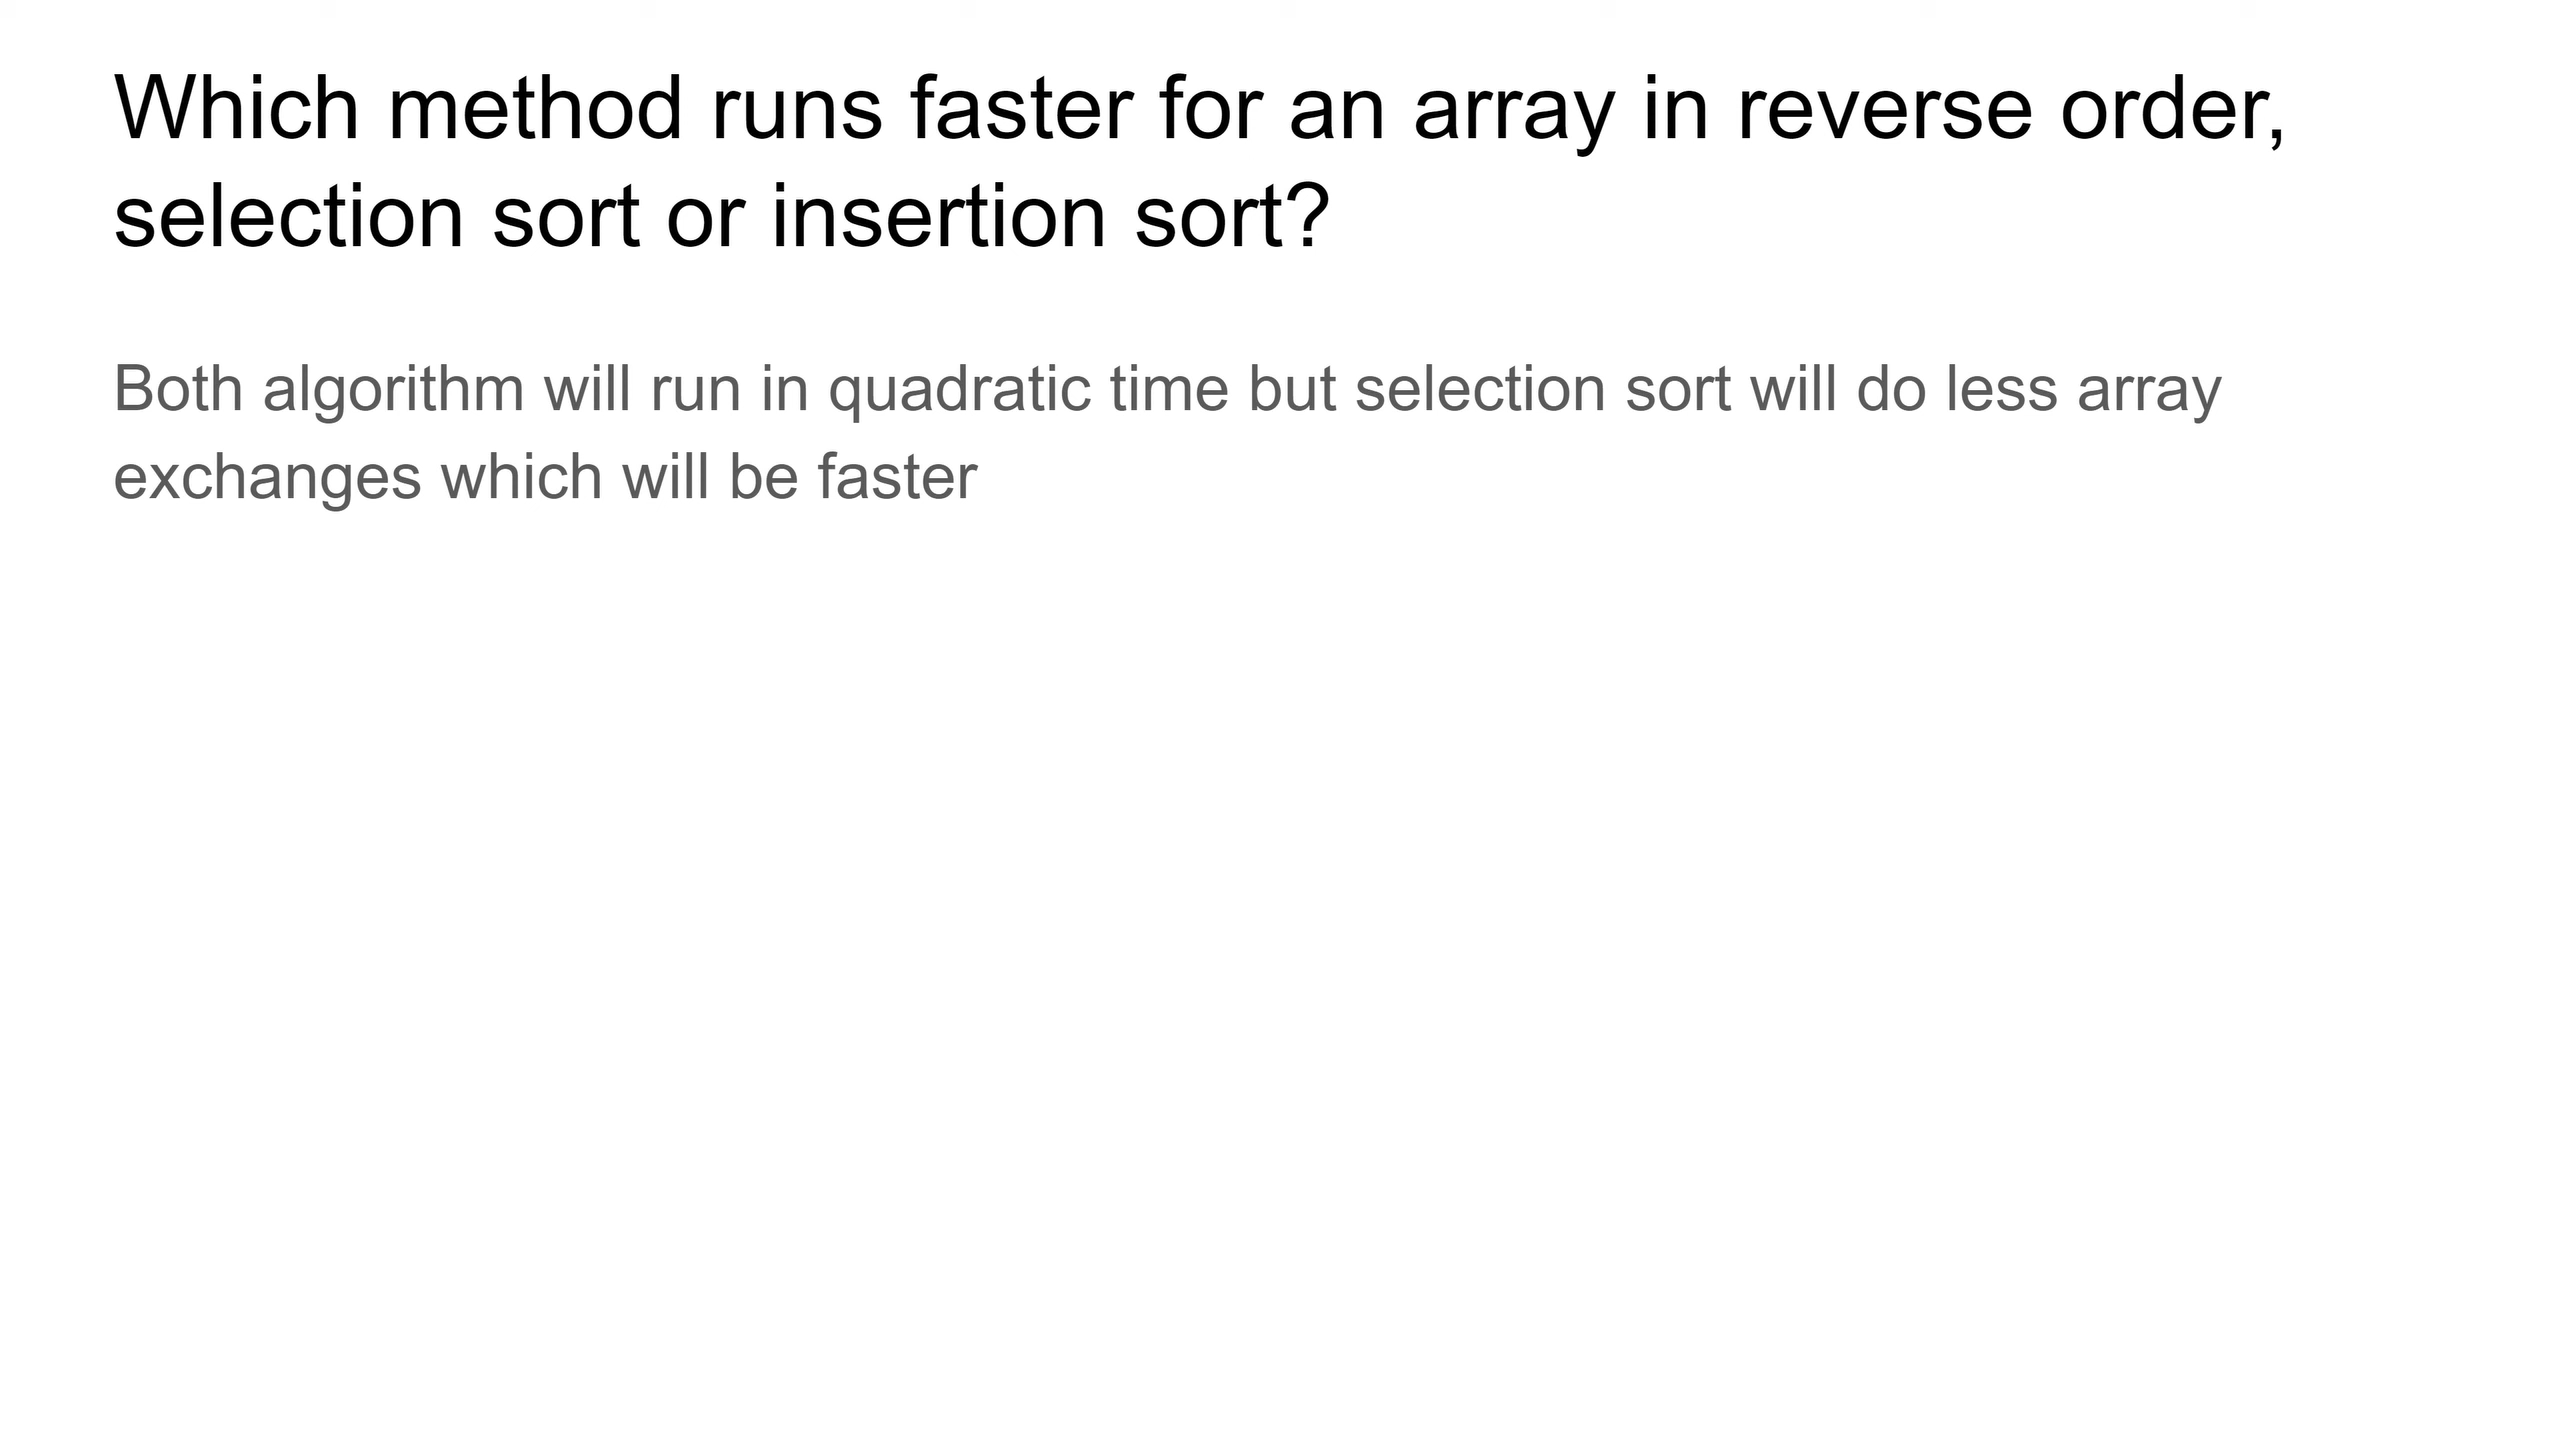 Which method runs faster for an array in reverse order,
selection sort or insertion sort?
Both algorithm will run in quadratic time but selection sort will do less array
exchanges which will be faster